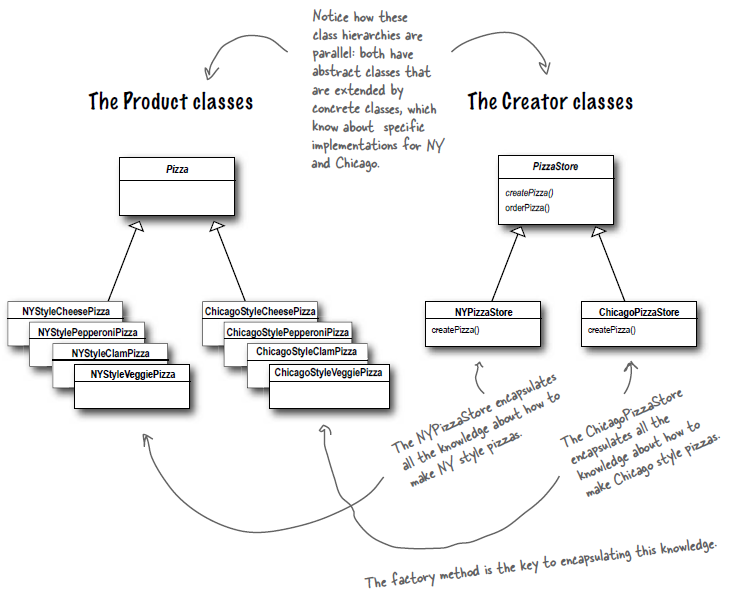 Notice how these
class hierarchies are
parallel: both have
abstract classes that
are extended by
concrete classes, which
know about specific
implementations for NY
and Chicago.
The Product classes
The Creator classes
Pizza
PizzaStore
createPizza()
orderPizza()
NYStyleCheesePizza
NYStylePepperoniPizza
NYStyleClamPizza
NYStyleVeggiePizza
ChicagoStyleCheesePizza
ChicagoStylePepperoniPizza
ChicagoStyleClamPizza
ChicagoStyleVeggiePizza
NYPizzaStore
createPizza()
ChicagoPizzaStore
createPizza()
The NYPizzaStore encapsulates
all the knowledge about how to
make NY style pizzas.
The ChicagoPizzaStore
encapsulates all the
knowledge about how to
make Chicago style pizzas.
The factory method is the key to encapsulating this knowledge.